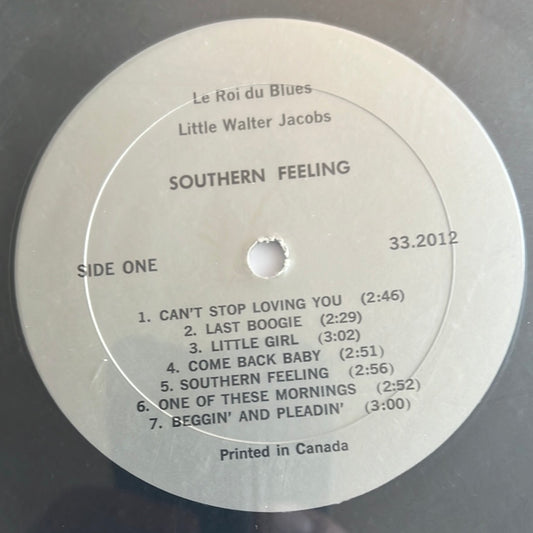 Le Roi du Blues
Little Walter Jacobs
SOUTHERN FEELING
SIDE ONE
33.2012
1. CAN'T STOP LOVING YOU (2:46)
2. LAST BOOGIE (2:29)
3. LITTLE GIRL (3:02)
4. COME BACK BABY (2:51)
5. SOUTHERN FEELING (2:56)
6. ONE OF THESE MORNINGS (2:52)
7. BEGGIN' AND PLEADIN' (3:00)
Printed in Canada